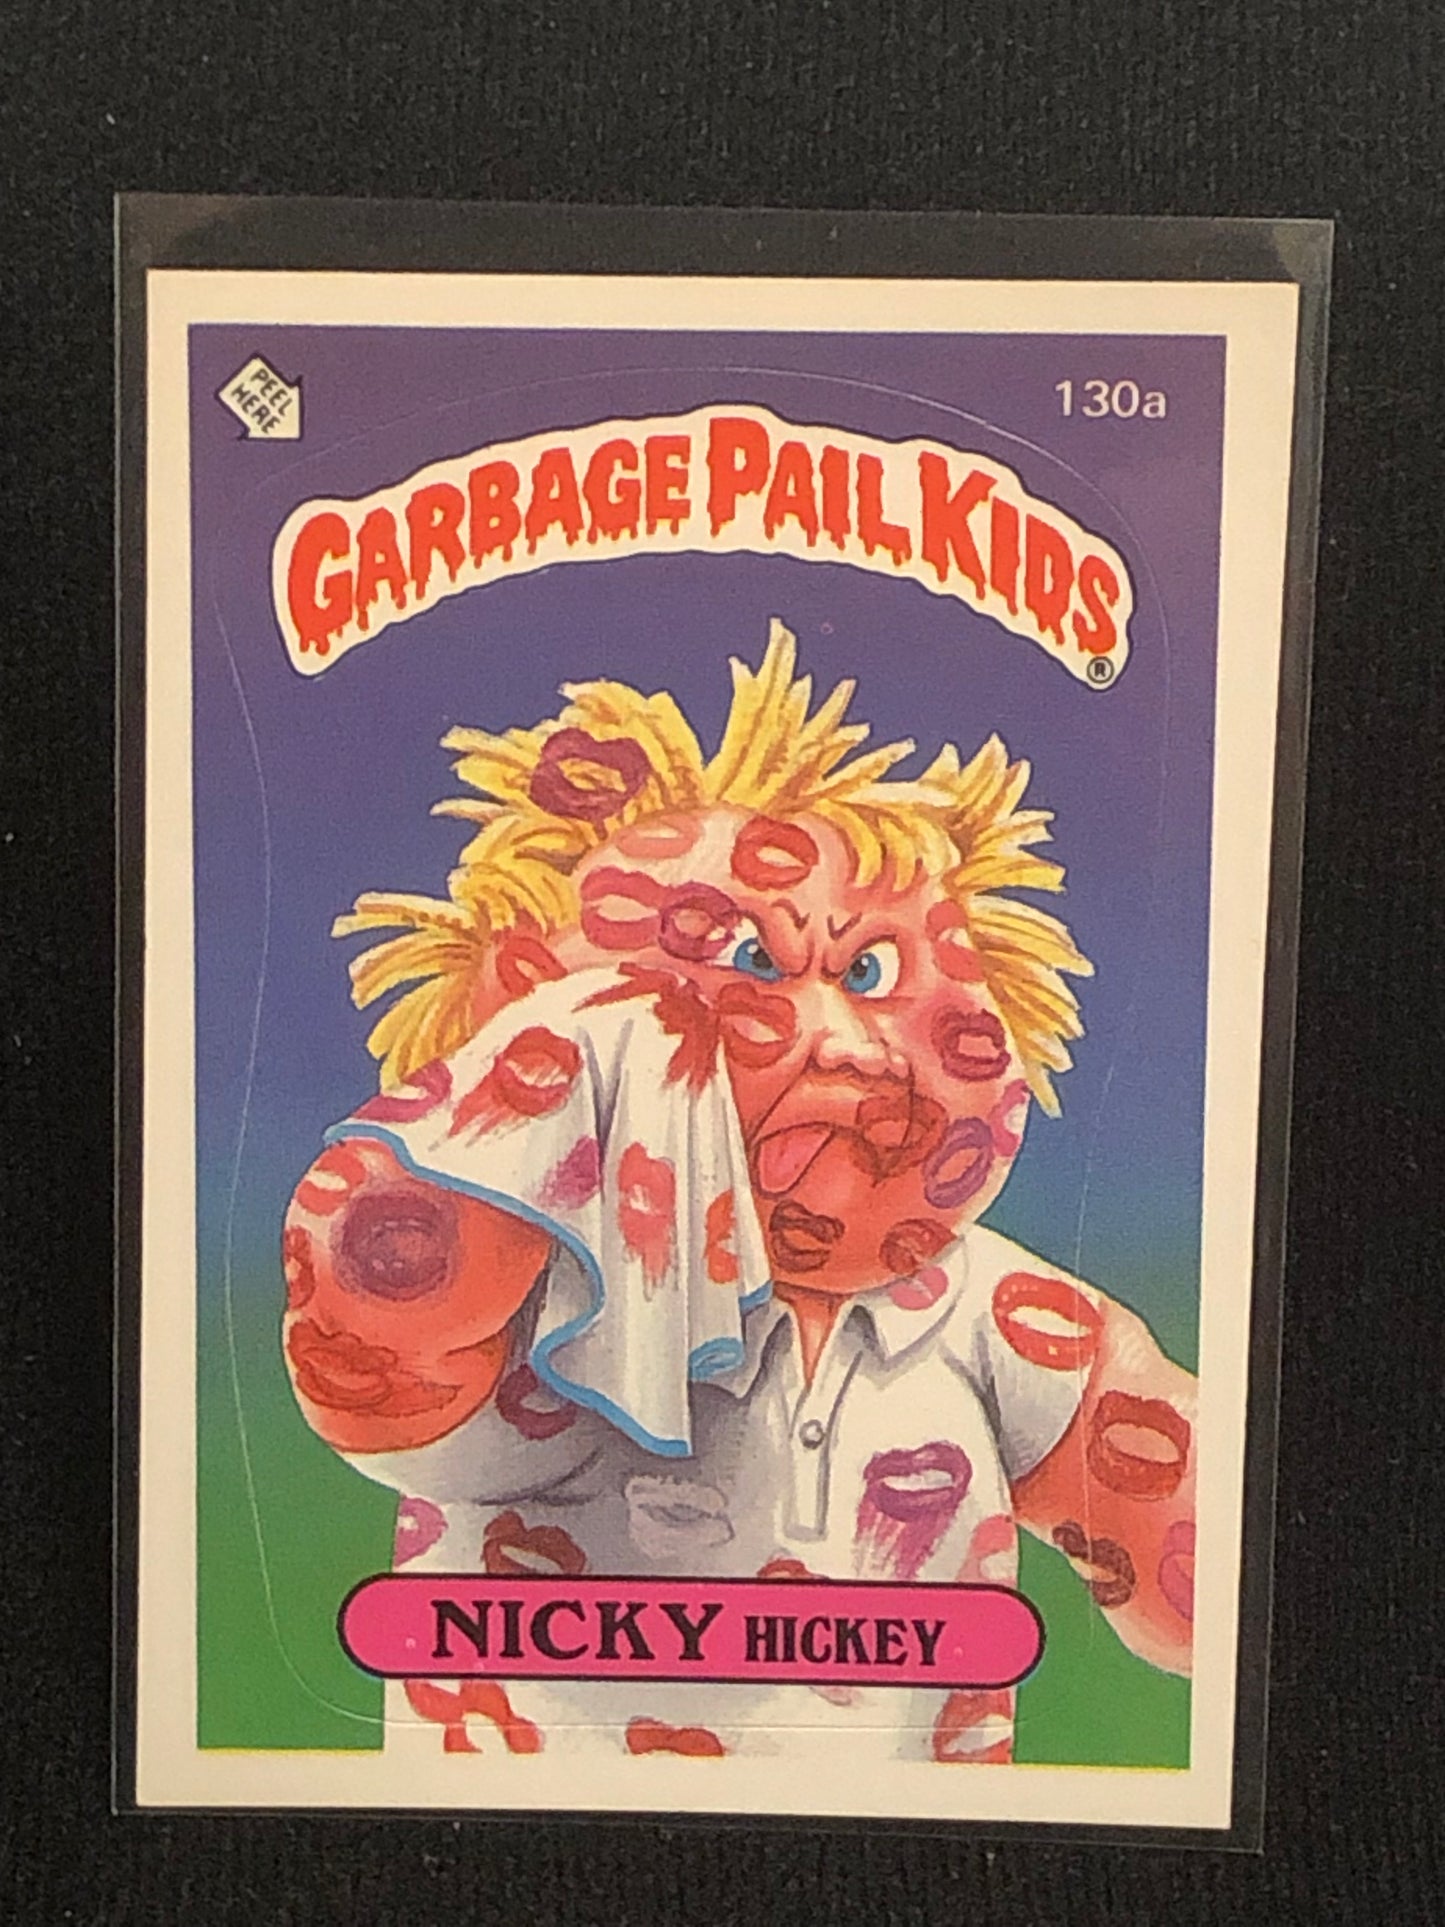 PEEL
HERE
130a
GARBAGE PAIL KIDS
®
NICKY HICKEY